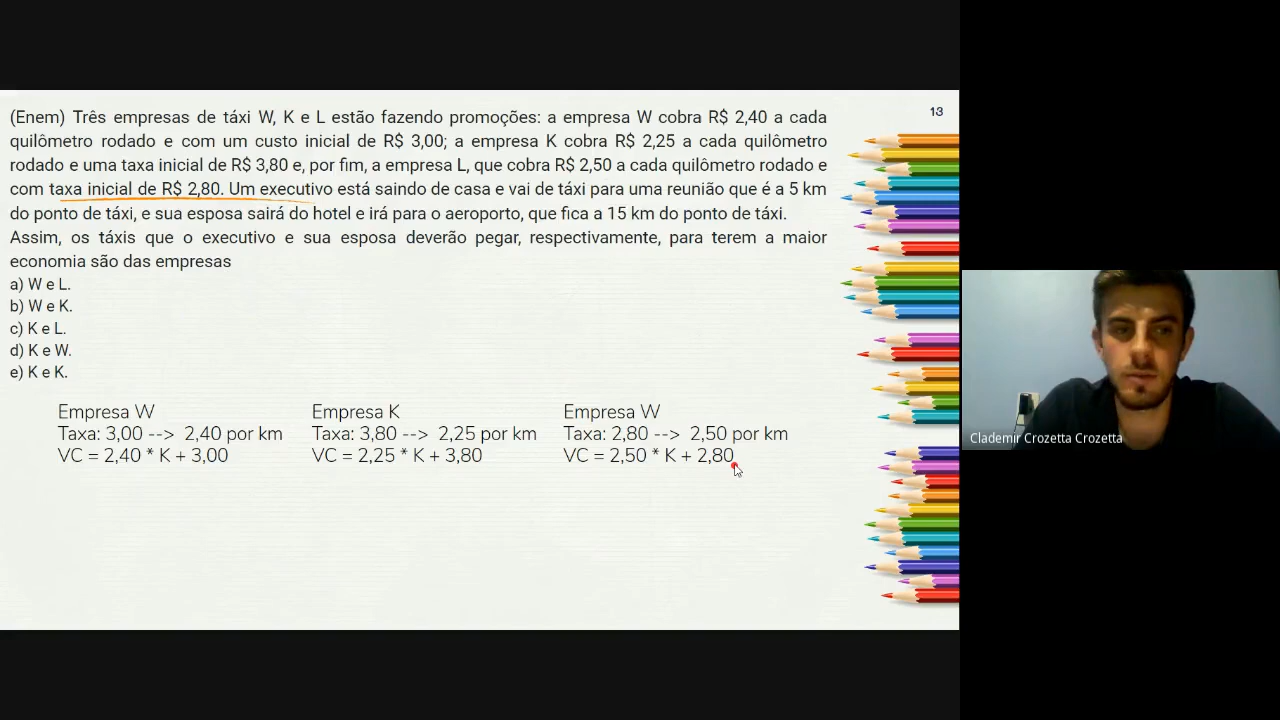 13
(Enem) Três empresas de táxi W, K e L estão fazendo promoções: a empresa W cobra R$ 2,40 a cada
quilômetro rodado e com um custo inicial de R$ 3,00; a empresa K cobra R$ 2,25 a cada quilômetro
rodado e uma taxa inicial de R$ 3,80 e, por fim, a empresa L, que cobra R$ 2,50 a cada quilômetro rodado e
com taxa inicial de R$ 2,80. Um executivo está saindo de casa e vai de táxi para uma reunião que é a 5 km
do ponto de táxi, e sua esposa sairá do hotel e irá para o aeroporto, que fica a 15 km do ponto de táxi.
Assim, os táxis que o executivo e sua esposa deverão pegar, respectivamente, para terem a maior
economia são das empresas
a) W e L.
b) W e K.
c) K e L.
d) K e W.
e) K e K.
Empresa W
Taxa: 3,00 --> 2,40 por km
VC = 2,40 * K + 3,00
Empresa K
Taxa: 3,80 --> 2,25 por km
VC = 2,25 * K + 3,80
Empresa W
Taxa: 2,80 --> 2,50 por km
VC = 2,50 * K + 2,80
Clademir Crozetta Crozetta